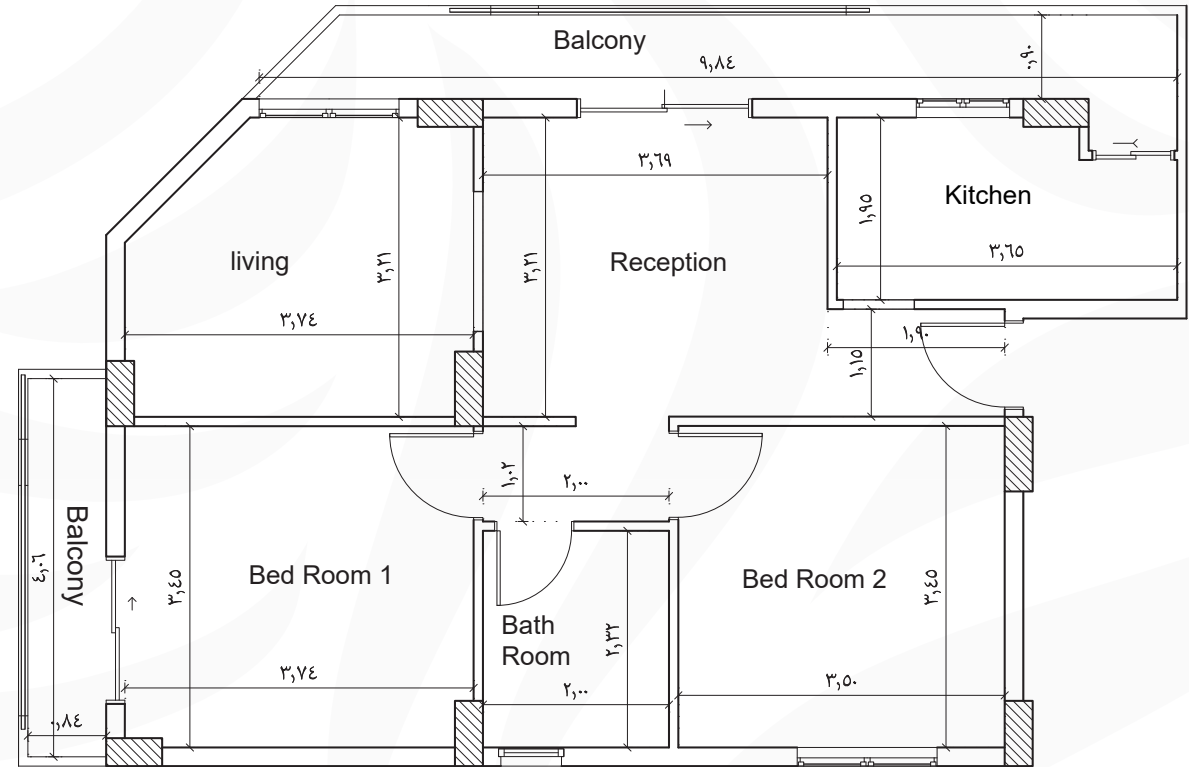 Balcony
٩,٨٤
٠,٩٠
٣,٦٩
Kitchen
١,٩٥
٣,٦٥
living
٣,٢١
٣,٢١
Reception
٣,٧٤
١,٩٠
١,١٥
Balcony
٤,٠٦
٠,٨٤
Bed Room 1
٣,٤٥
٣,٧٤
١,٠٢
٢,٠٠
Bath
Room
٢,٣٢
٢,٠٠
Bed Room 2
٣,٤٥
٣,٥٠